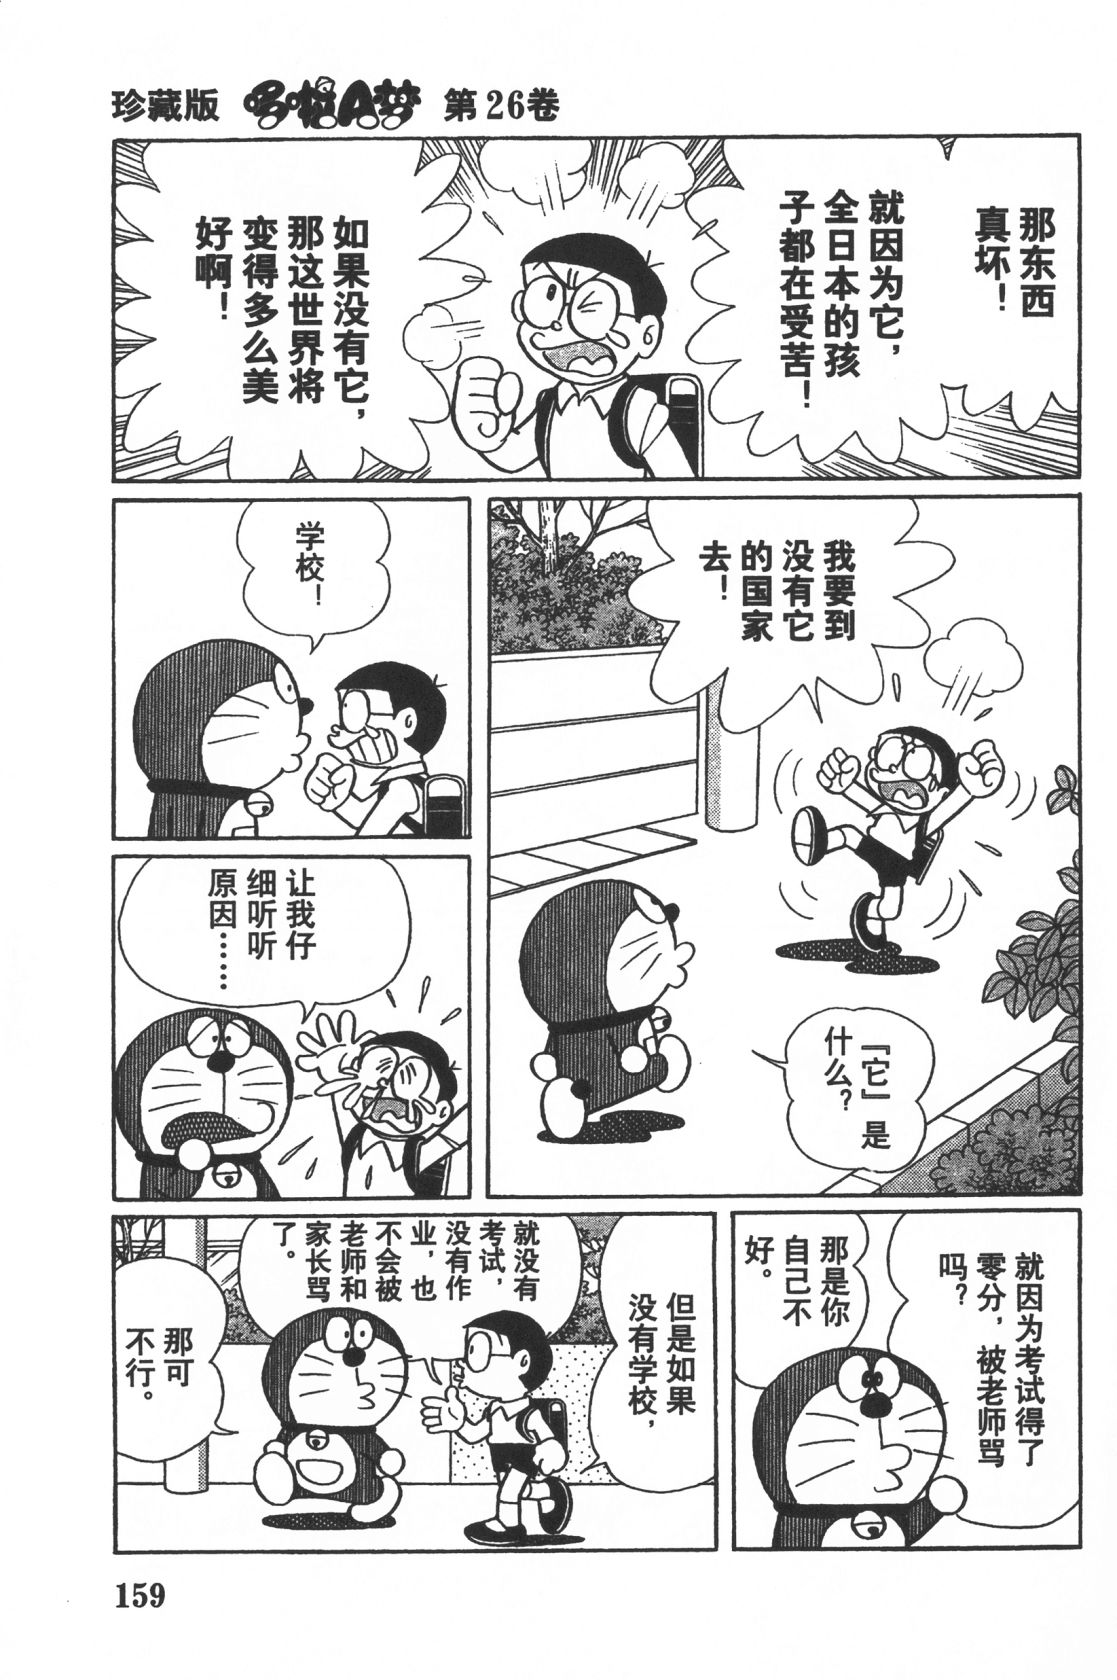 珍藏版 哆啦A梦 第26卷
那东西
真坏！
就因为它，
全日本的孩
子都在受苦！
如果没有它，
那这世界将
变得多么美
好啊！
我要到
没有它
的国家
去！
『它』是
什么？
学校！
让我仔
细听听
原因……
就因为考试得了
零分，被老师骂
吗？
那是你
自己不
好。
但是如果
没有学校，
就没有
考试，
没有作
业，也
不会被
老师和
家长骂
了。
那可
不行。
159